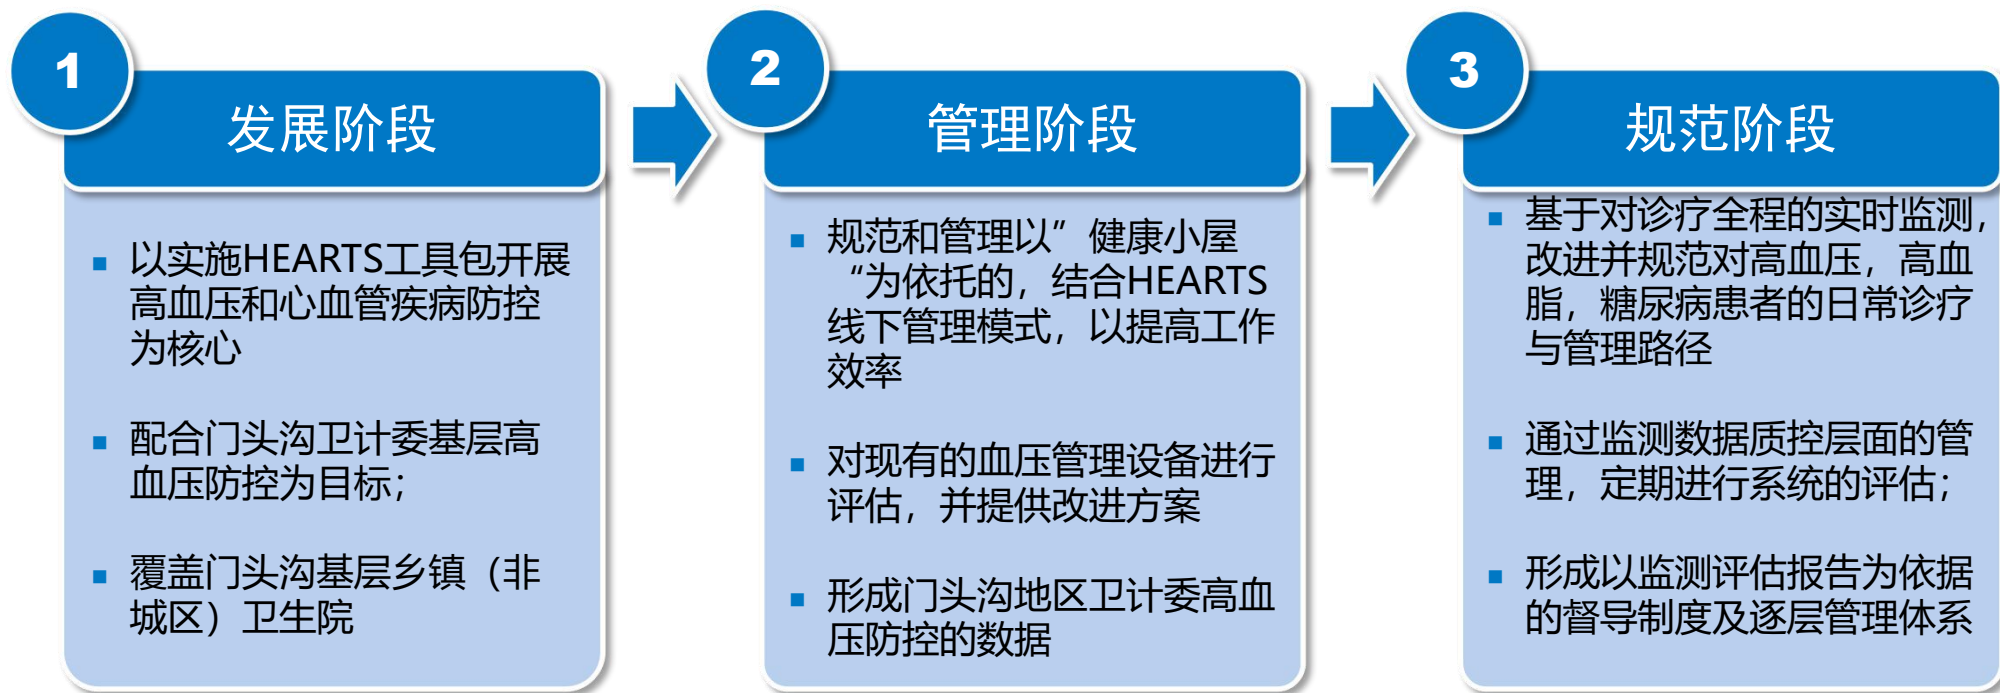 1
发展阶段
以实施HEARTS工具包开展
高血压和心血管疾病防控
为核心
配合门头沟卫计委基层高
血压防控为目标；
覆盖门头沟基层乡镇（非
城区）卫生院
2
管理阶段
规范和管理以”健康小屋
“为依托的，结合HEARTS
线下管理模式，以提高工作
效率
对现有的血压管理设备进行
评估，并提供改进方案
形成门头沟地区卫计委高血
压防控的数据
3
规范阶段
基于对诊疗全程的实时监测，
改进并规范对高血压，高血
脂，糖尿病患者的日常诊疗
与管理路径
通过监测数据质控层面的管
理，定期进行系统的评估；
形成以监测评估报告为依据
的督导制度及逐层管理体系